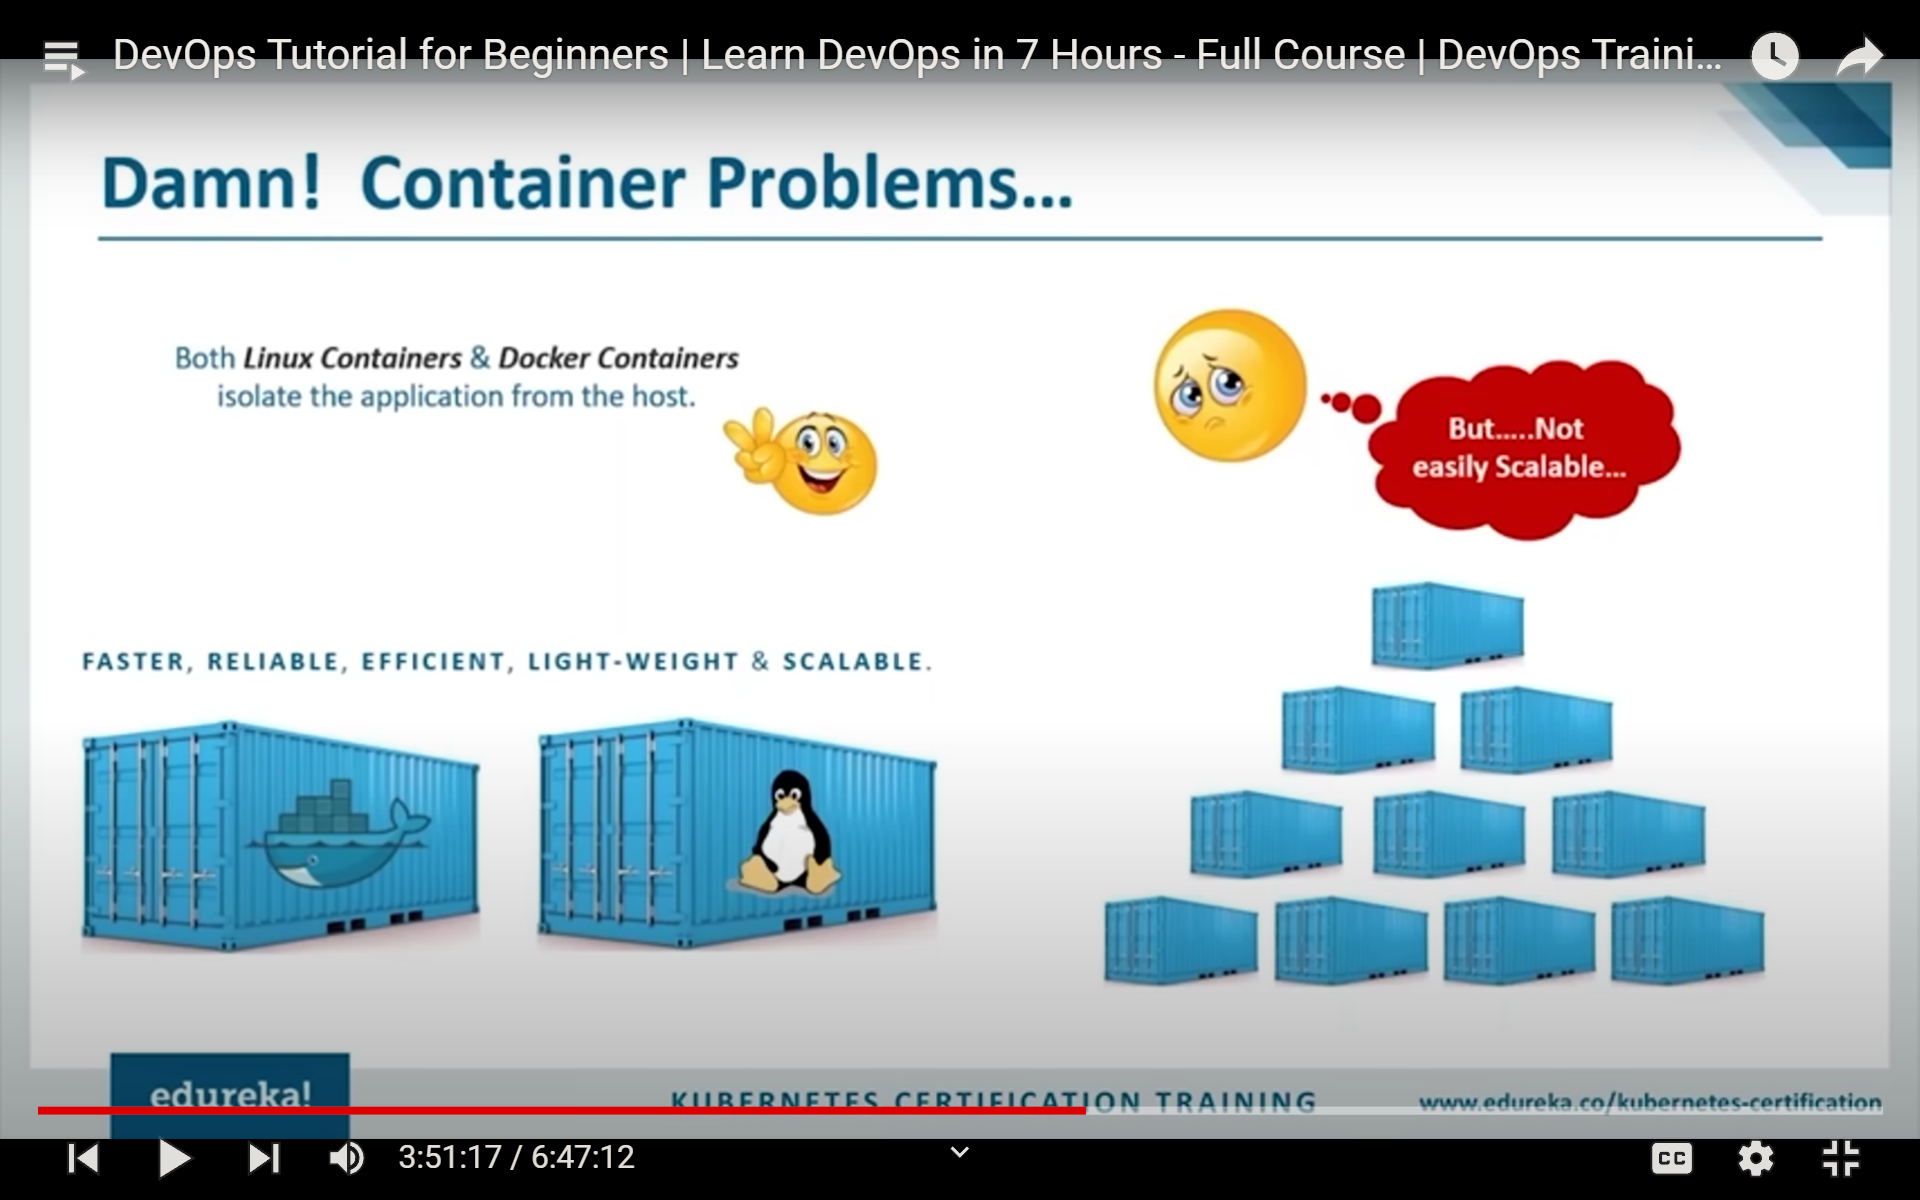 DevOps Tutorial for Beginners | Learn DevOps in 7 Hours - Full Course | DevOps Traini...
Damn! Container Problems...
Both Linux Containers & Docker Containers
isolate the application from the host.
But.....Not
easily Scalable...
FASTER, RELIABLE, EFFICIENT, LIGHT-WEIGHT & SCALABLE.
edureka!
KUBERNETES CERTIFICATION TRAINING
www.edureka.co/kubernetes-certification
3:51:17 / 6:47:12
CC